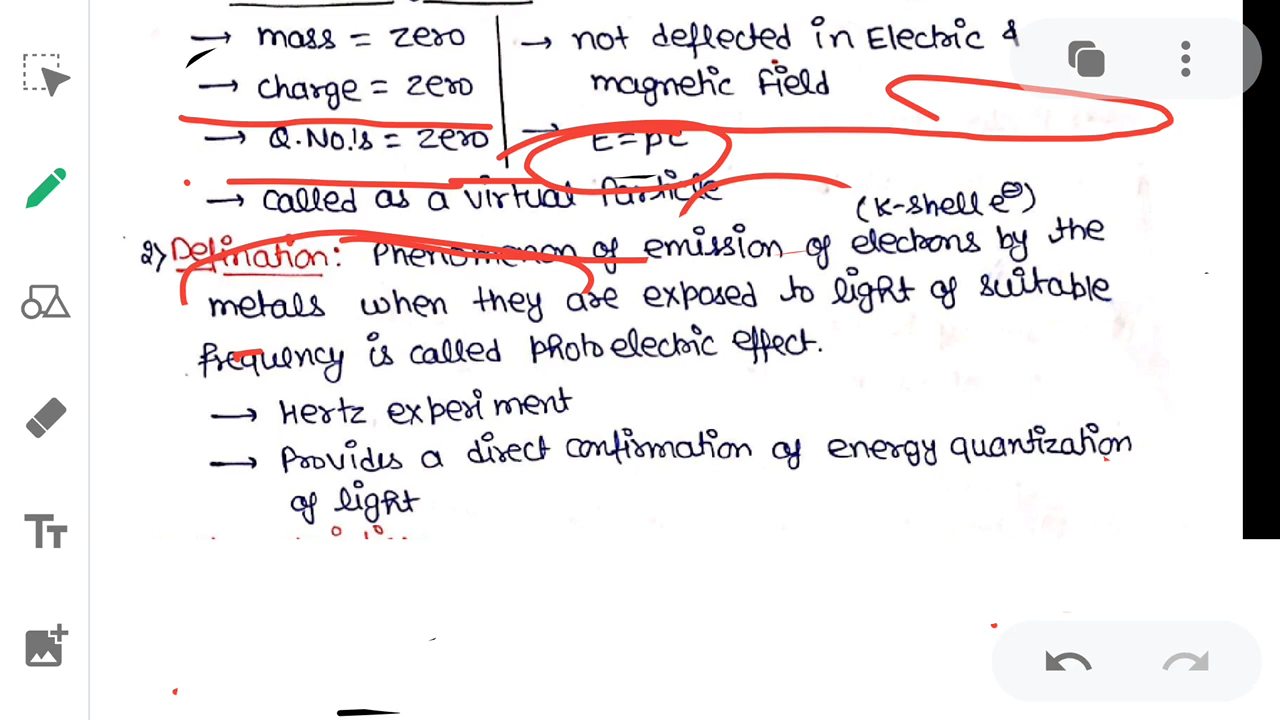 → mass = zero
→ charge = zero
→ Q.No!s = zero
→ not deflected in Electric &
magnetic field
→ E=pc
→ called as a virtual particle
(K-shell e⊖)
2) Defination: Phenomenon of emission of electrons by the
metals when they are exposed to light of suitable
frequency is called photoelectric effect.
→ Hertz experiment
→ Provides a direct confirmation of energy quantization
of light
TT